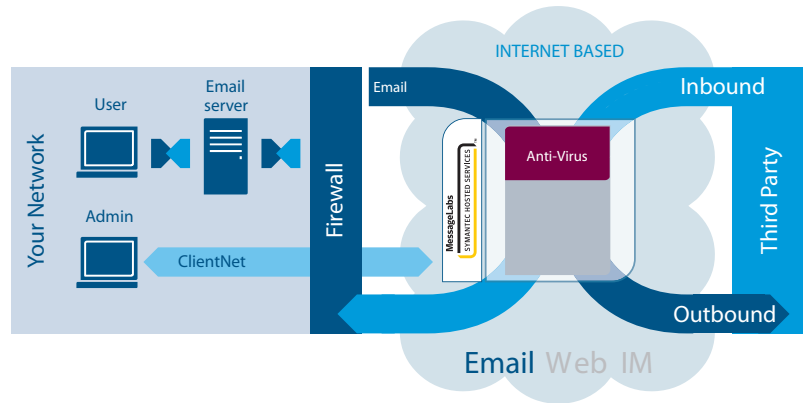 INTERNET BASED
Your Network
User
Email
server
Admin
ClientNet
Firewall
Email
MessageLabs
SYMANTEC HOSTED SERVICES
Anti-Virus
Inbound
Third Party
Outbound
Email Web IM